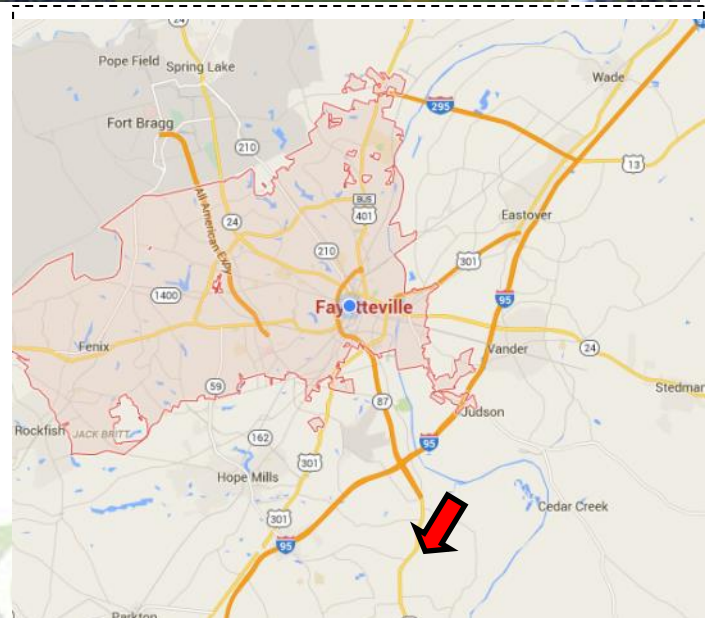 24
Pope Field
Spring Lake
Wade
295
Fort Bragg
210
13
All American Expy
BUS
401
Eastover
24
210
301
1400
95
Fayetteville
Fenix
Vander
24
59
87
Stedman
Judson
Rockfish
JACK BRITT
162
95
301
Hope Mills
Cedar Creek
301
95
Parkton